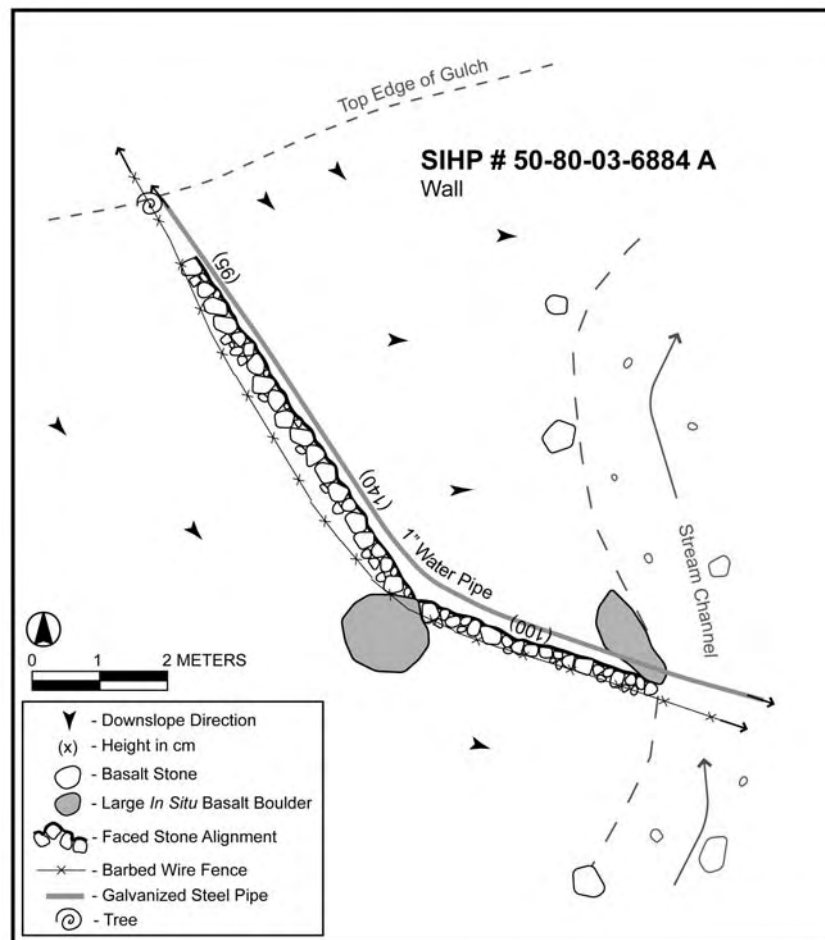 Top Edge of Gulch
SIHP # 50-80-03-6884 A
Wall
(95)
(140)
1" Water Pipe
(100)
Stream Channel
0 1 2 METERS
- Downslope Direction
(x) - Height in cm
- Basalt Stone
- Large In Situ Basalt Boulder
- Faced Stone Alignment
- Barbed Wire Fence
- Galvanized Steel Pipe
- Tree